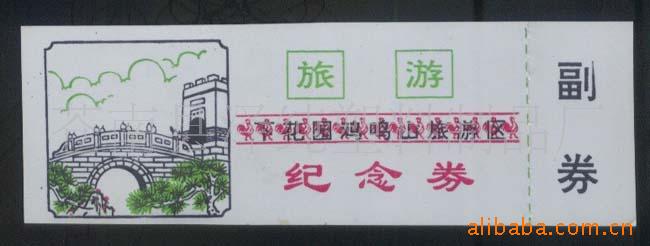 旅 游
下花园鸡鸣山旅游区
纪念券
副券
alibaba.com.cn